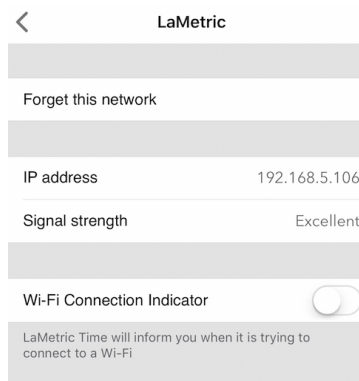 LaMetric
Forget this network
IP address 192.168.5.106
Signal strength Excellent
Wi-Fi Connection Indicator
LaMetric Time will inform you when it is trying to
connect to a Wi-Fi